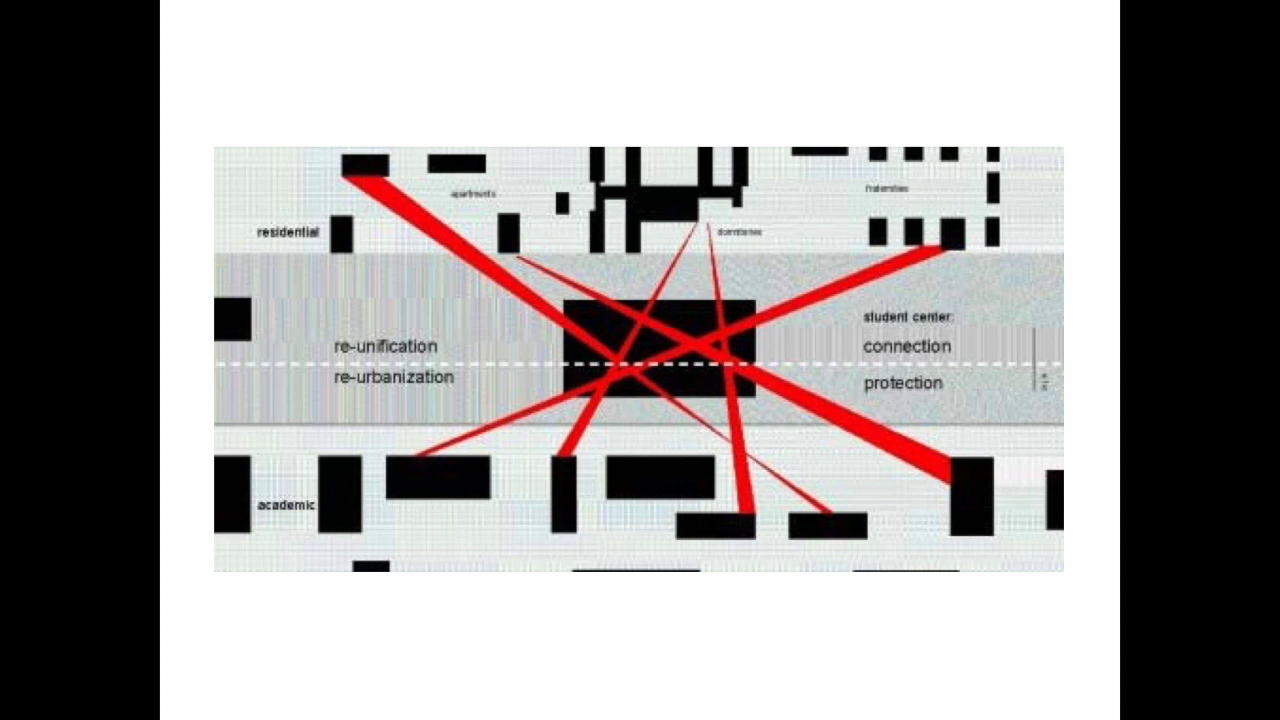 apartments
fraternities
residential
dormitories
student center:
re-unification
connection
re-urbanization
protection
academic